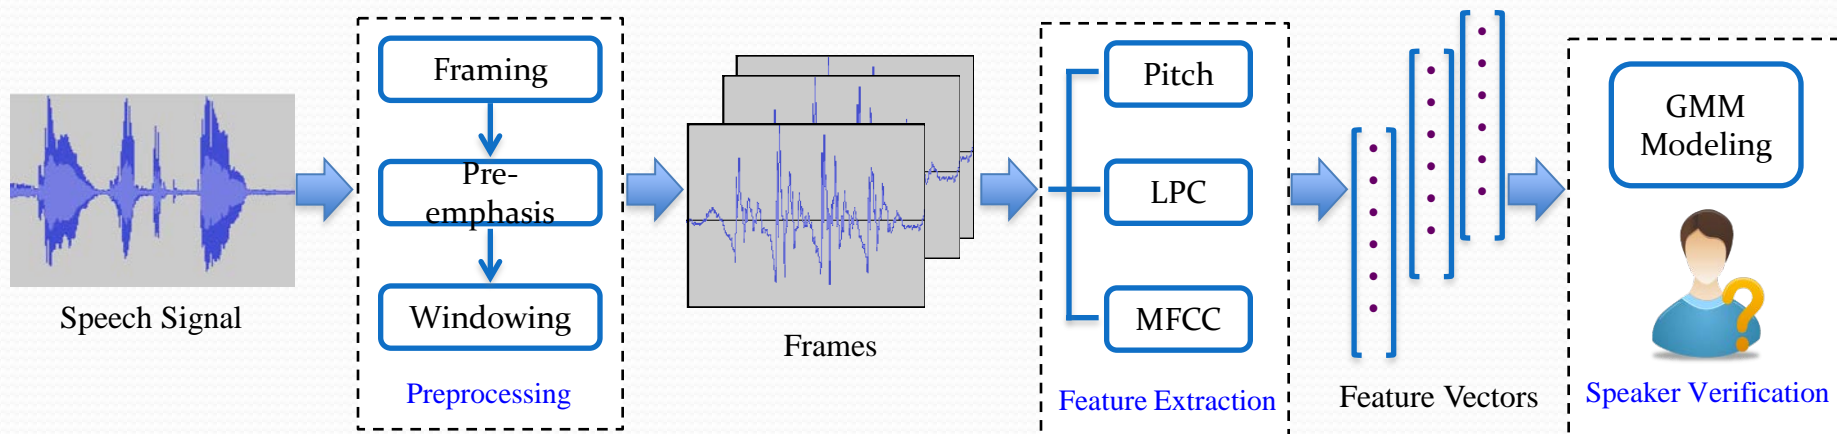 Speech Signal
Framing
Pre-
emphasis
Windowing
Preprocessing
Frames
Pitch
LPC
MFCC
Feature Extraction
Feature Vectors
GMM
Modeling
Speaker Verification